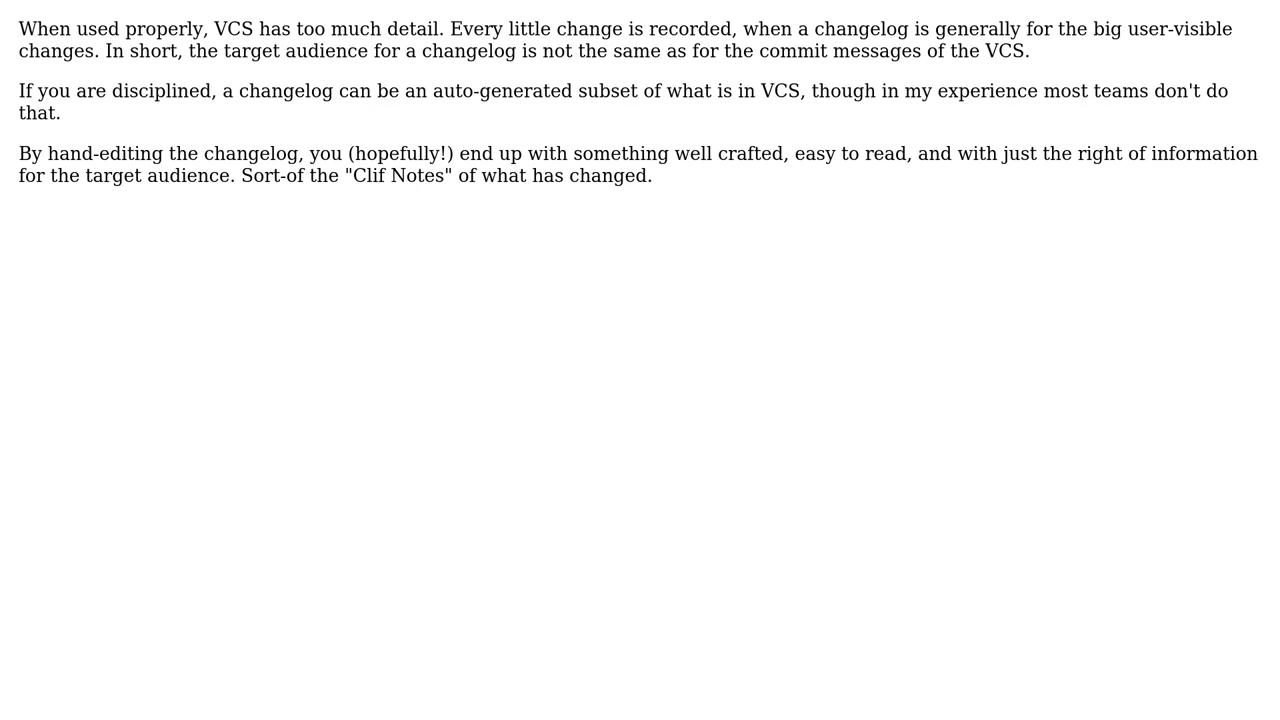 When used properly, VCS has too much detail. Every little change is recorded, when a changelog is generally for the big user-visible
changes. In short, the target audience for a changelog is not the same as for the commit messages of the VCS.
If you are disciplined, a changelog can be an auto-generated subset of what is in VCS, though in my experience most teams don't do
that.
By hand-editing the changelog, you (hopefully!) end up with something well crafted, easy to read, and with just the right of information
for the target audience. Sort-of the "Clif Notes" of what has changed.